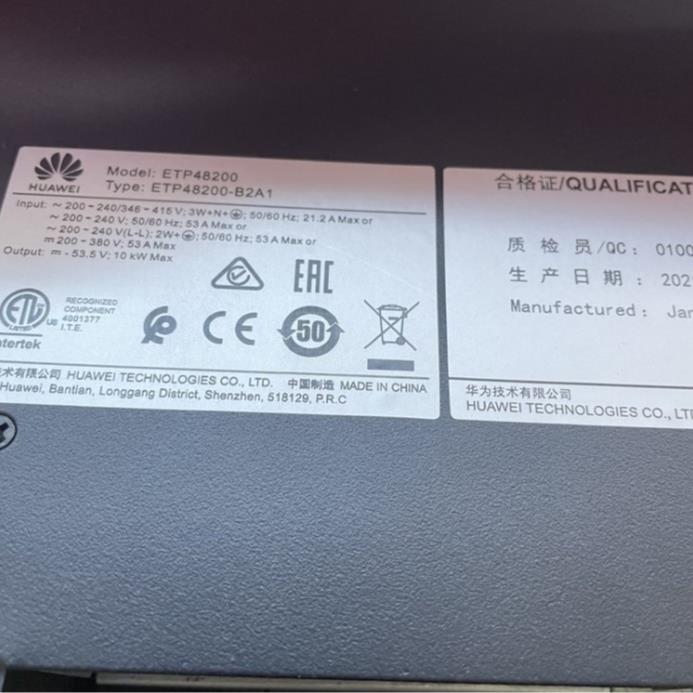 HUAWEI
Model: ETP48200
Type: ETP48200-B2A1
Input: ~ 200 - 240/346 - 415 V; 3W+N+⏚; 50/60 Hz; 21.2 A Max or
~ 200 - 240 V; 50/60 Hz; 53 A Max or
~ 200 - 240 V(L-L); 2W+⏚; 50/60 Hz; 53 A Max or
⎓ 200 - 380 V; 53 A Max
Output: ⎓ - 53.5 V; 10 kW Max
EAC
ETL
LISTED
US
Intertek
RECOGNIZED
COMPONENT
4001377
I.T.E.
CE
50
技术有限公司 HUAWEI TECHNOLOGIES CO., LTD. 中国制造 MADE IN CHINA
Huawei, Bantian, Longgang District, Shenzhen, 518129, P.R.C
合格证/QUALIFICAT
质 检 员/QC: 0100
生 产 日 期 : 202
Manufactured: Jan
华为技术有限公司
HUAWEI TECHNOLOGIES CO., LT